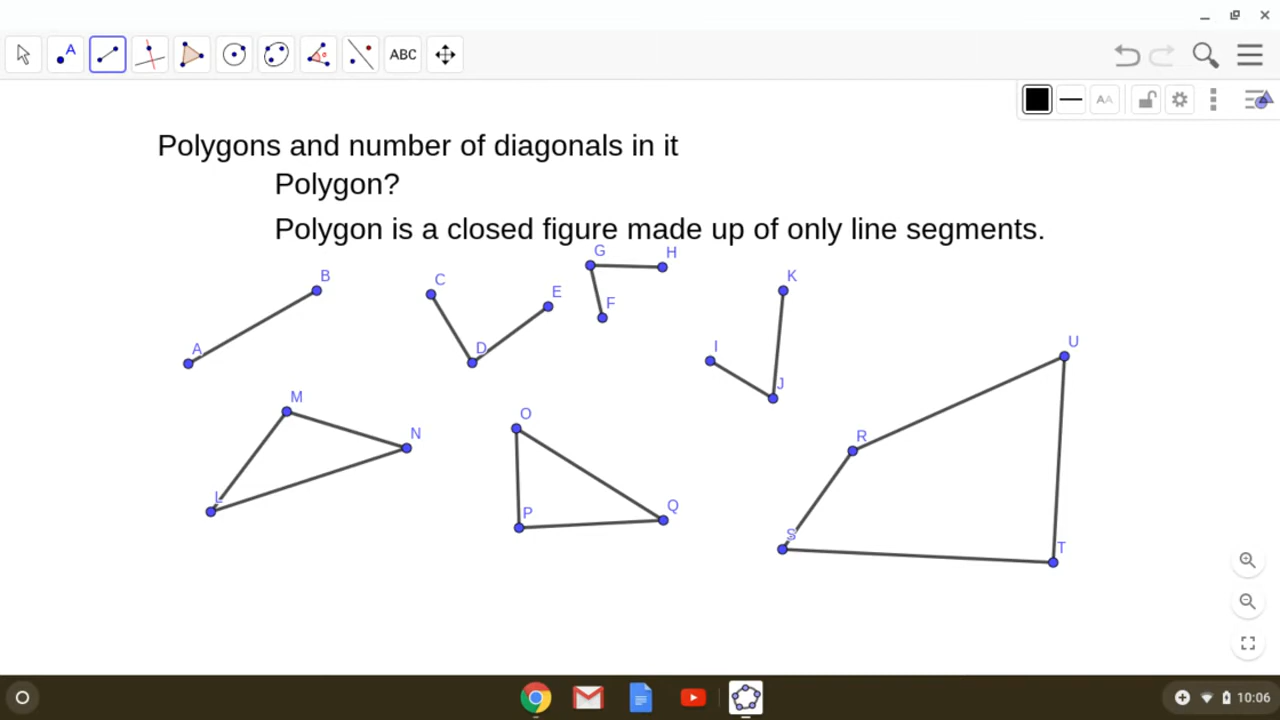 ABC
AA
Polygons and number of diagonals in it
Polygon?
Polygon is a closed figure made up of only line segments.
G H
B C E F K
A D I J U
M N O R
L P Q S T
10:06